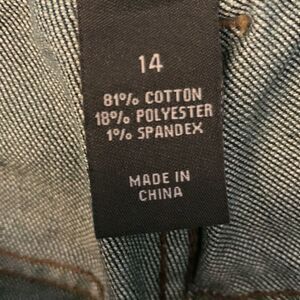 14
81% COTTON
18% POLYESTER
1% SPANDEX
MADE IN
CHINA